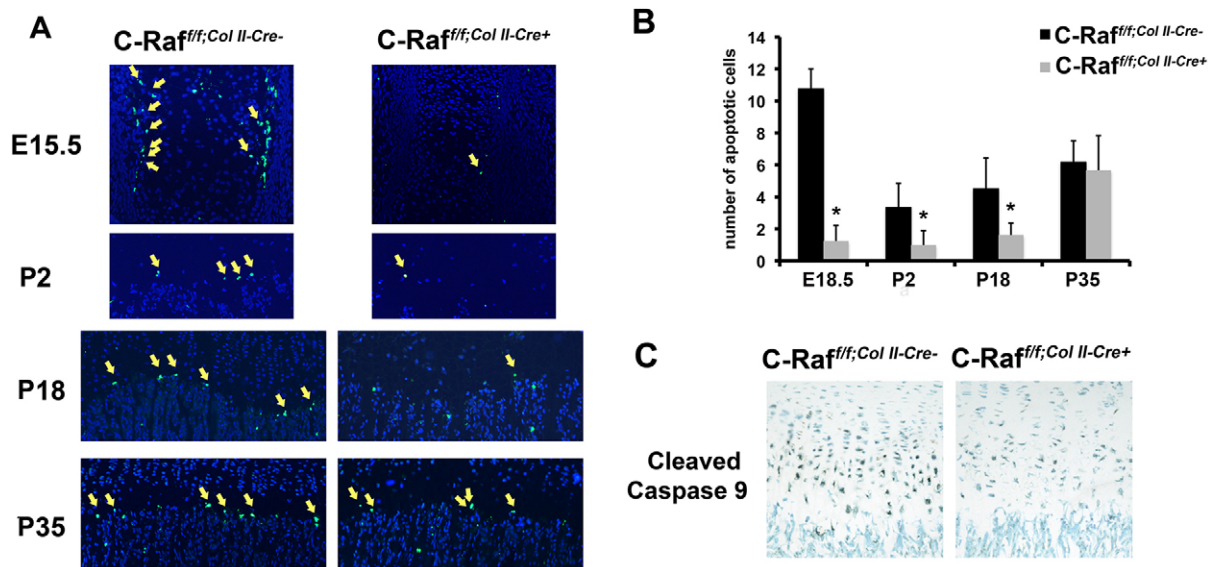 A
C-Raf f/f;Col II-Cre-
C-Raf f/f;Col II-Cre+
E15.5
P2
P18
P35
B
C-Raf f/f;Col II-Cre-
C-Raf f/f;Col II-Cre+
number of apoptotic cells
14
12
10
8
6
4
2
0
*
*
*
E18.5
P2
P18
P35
a
C
C-Raf f/f;Col II-Cre-
C-Raf f/f;Col II-Cre+
Cleaved
Caspase 9